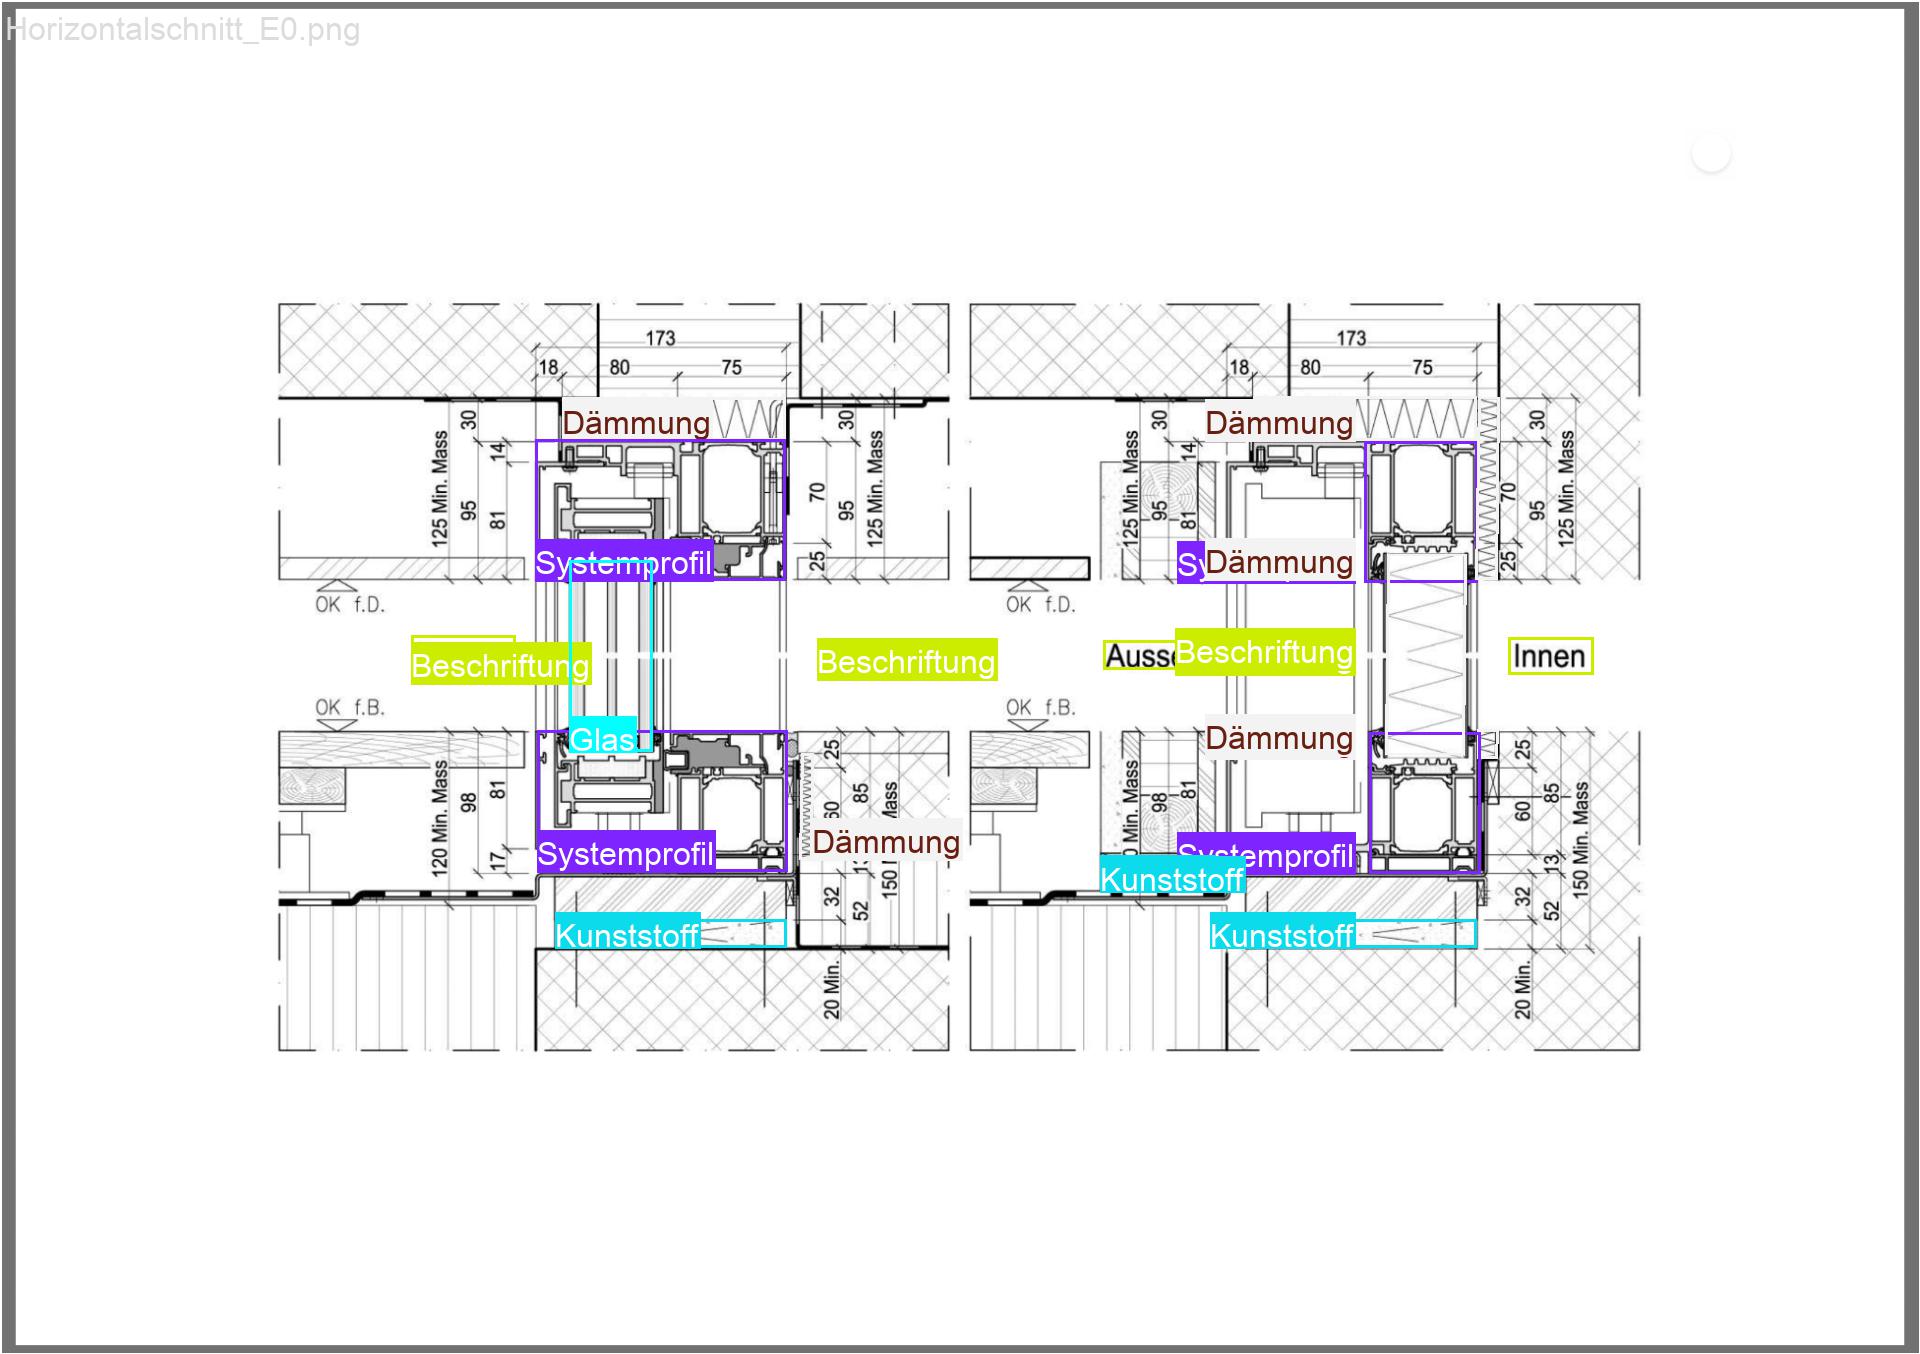 Horizontalschnitt_E0.png
173
18 80 75
173
18 80 75
Dämmung
Dämmung
125 Min. Mass
95
30
14
81
30
70
95
25
125 Min. Mass
125 Min. Mass
95
30
14
81
30
70
95
25
125 Min. Mass
Systemprofil
Dämmung
OK f.D.
OK f.D.
Beschriftung
Beschriftung
Beschriftung
Innen
OK f.B.
OK f.B.
Glas
Dämmung
120 Min. Mass
98
81
17
25
85
60
32
52
150 Min. Mass
98
81
25
85
60
13
32
52
150 Min. Mass
Dämmung
Systemprofil
Systemprofil
Kunststoff
Kunststoff
Kunststoff
20 Min.
20 Min.